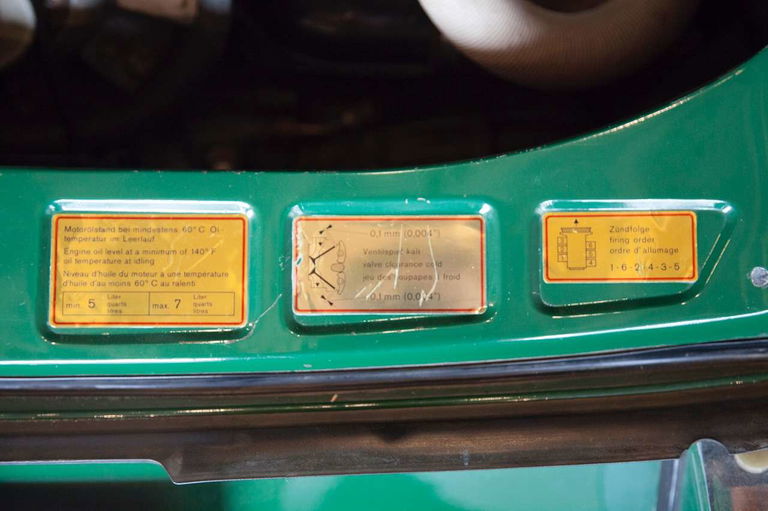 Motorölstand bei mindestens 60°C Öl-
temperatur im Leerlauf
Engine oil level at a minimum of 140°F
oil temperature at idling
Niveau d'huile du moteur à une température
d'huile d'au moins 60°C au ralenti
min. 5 Liter quarts litres max. 7 Liter quarts litres
0,1 mm (0,004")
Ventilspiel kalt
valve clearance cold
jeu des soupapes à froid
0,1 mm (0,004")
Zündfolge
firing order
ordre d'allumage
1-6-2-4-3-5